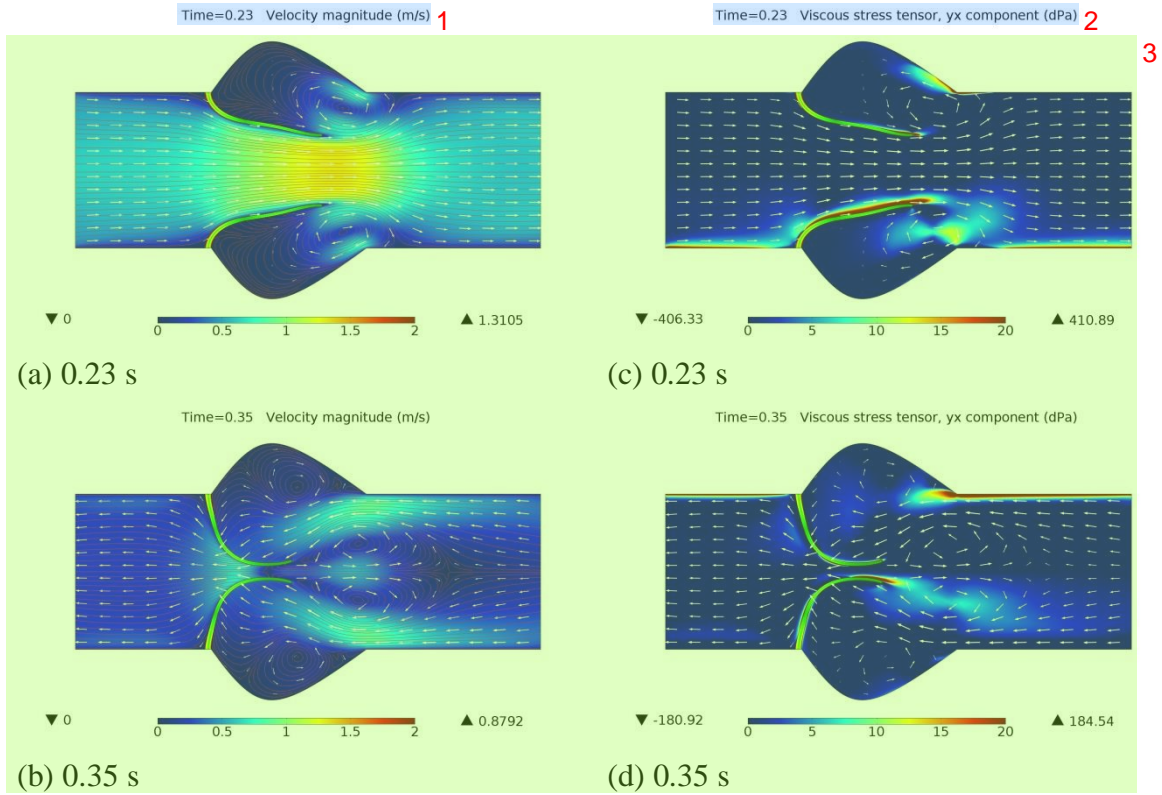 Time=0.23 Velocity magnitude (m/s) 1
Time=0.23 Viscous stress tensor, yx component (dPa) 2
3
▼ 0
0 0.5 1 1.5 2
▲ 1.3105
▼ -406.33
0 5 10 15 20
▲ 410.89
(a) 0.23 s
(c) 0.23 s
Time=0.35 Velocity magnitude (m/s)
Time=0.35 Viscous stress tensor, yx component (dPa)
▼ 0
0 0.5 1 1.5 2
▲ 0.8792
▼ -180.92
0 5 10 15 20
▲ 184.54
(b) 0.35 s
(d) 0.35 s